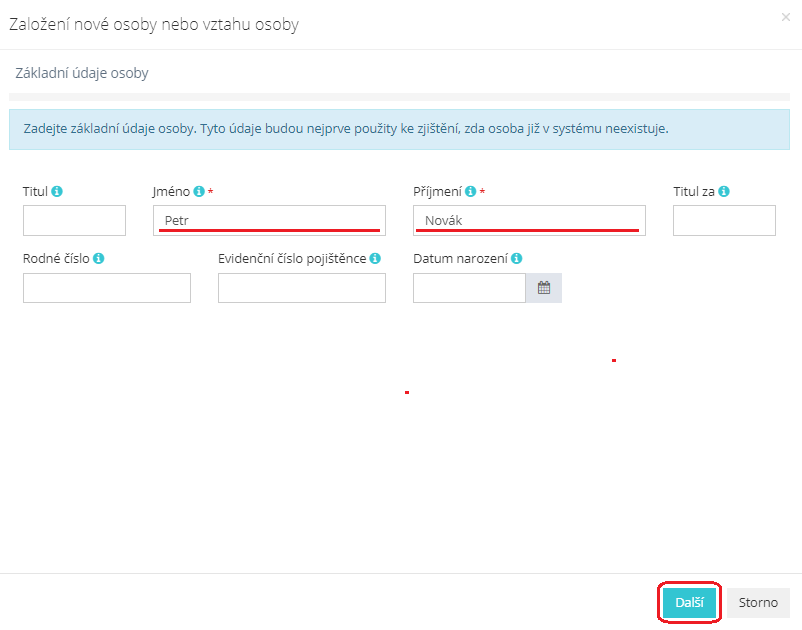 Založení nové osoby nebo vztahu osoby
×
Základní údaje osoby
Zadejte základní údaje osoby. Tyto údaje budou nejprve použity ke zjištění, zda osoba již v systému neexistuje.
Titul Jméno * Příjmení * Titul za
Petr Novák
Rodné číslo Evidenční číslo pojištěnce Datum narození
Další Storno